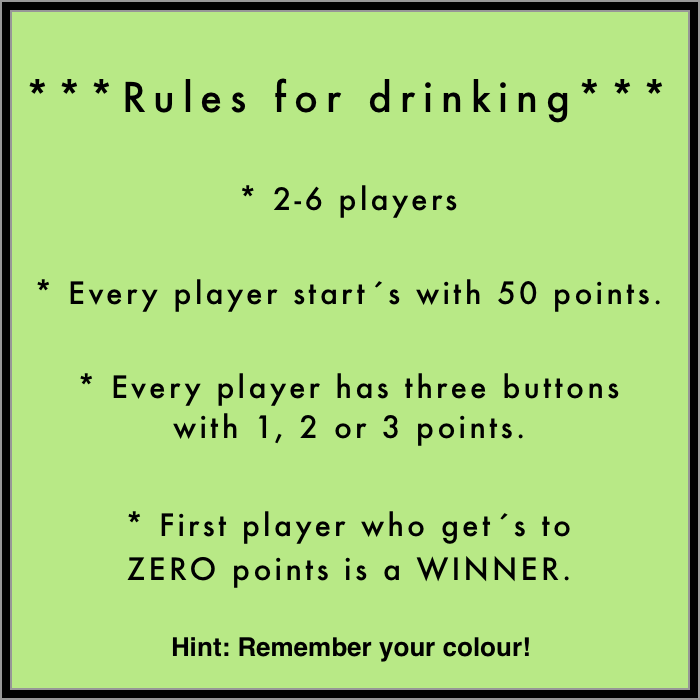 ***Rules for drinking***
* 2-6 players
* Every player start´s with 50 points.
* Every player has three buttons
with 1, 2 or 3 points.
* First player who get´s to
ZERO points is a WINNER.
Hint: Remember your colour!